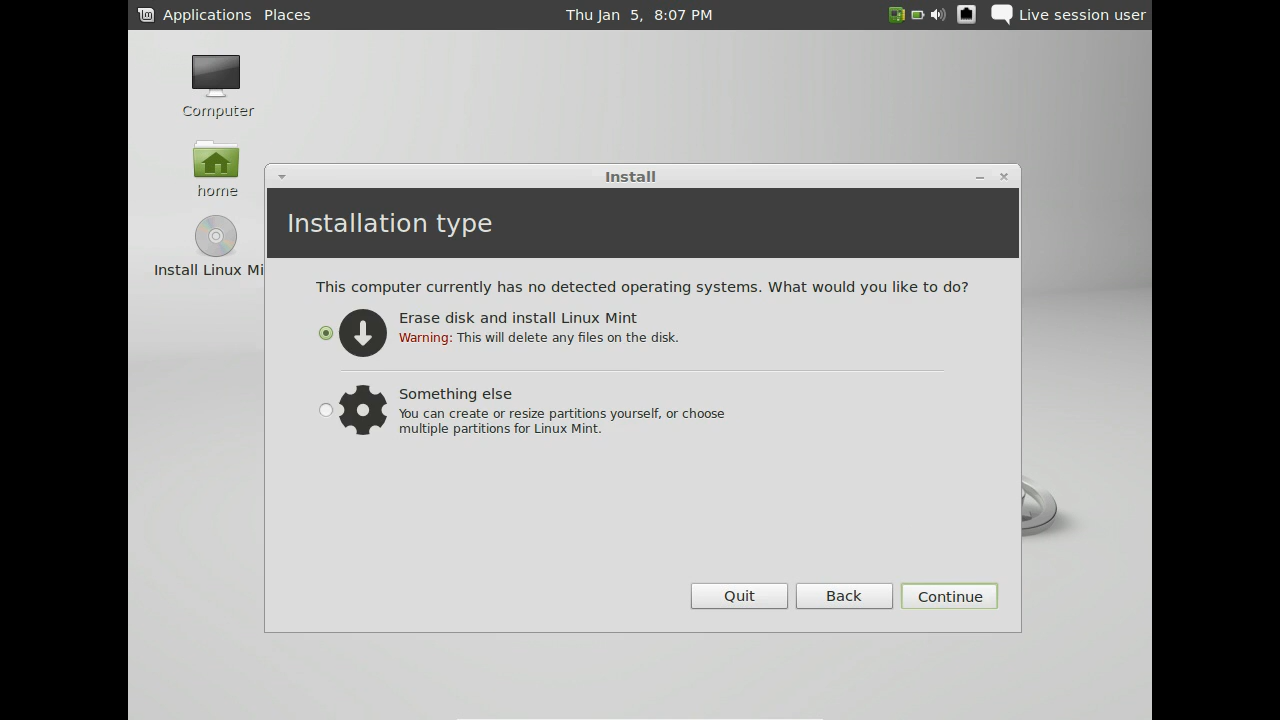 Applications Places Thu Jan 5, 8:07 PM Live session user
Computer
home
Install Linux Mi
Install
Installation type
This computer currently has no detected operating systems. What would you like to do?
Erase disk and install Linux Mint
Warning: This will delete any files on the disk.
Something else
You can create or resize partitions yourself, or choose
multiple partitions for Linux Mint.
Quit Back Continue